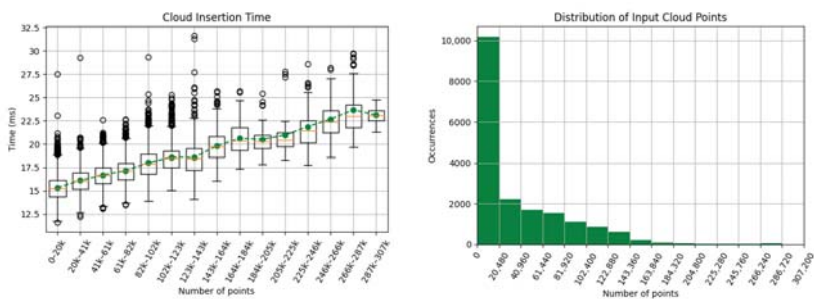 Cloud Insertion Time
32.5
30.0
27.5
25.0
22.5
20.0
17.5
15.0
12.5
Time (ms)
0-20k
20k-41k
41k-61k
61k-82k
82k-102k
102k-123k
123k-143k
143k-164k
164k-184k
184k-205k
205k-225k
225k-246k
246k-266k
266k-287k
287k-307k
Number of points
Distribution of Input Cloud Points
10,000
8000
6000
4000
2000
0
Occurrences
0
20,480
40,960
61,440
81,920
102,400
122,880
143,360
163,840
184,320
204,800
225,280
245,760
266,240
286,720
307,200
Number of points